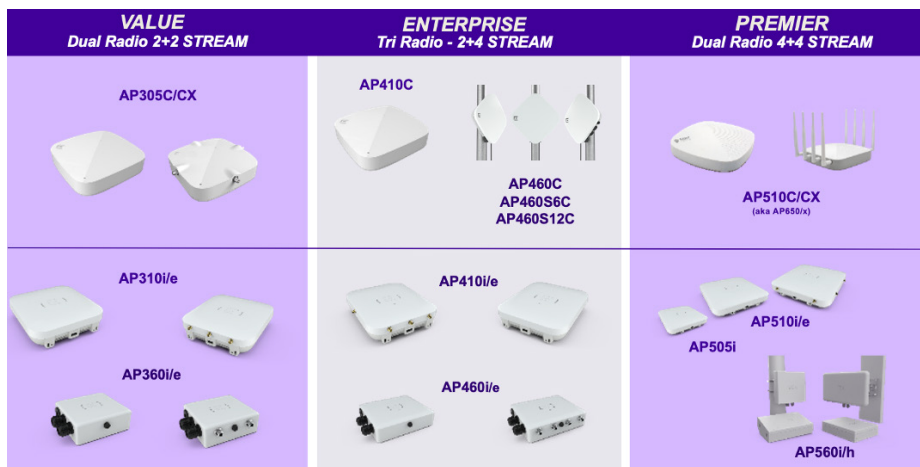 VALUE
Dual Radio 2+2 STREAM
ENTERPRISE
Tri Radio - 2+4 STREAM
PREMIER
Dual Radio 4+4 STREAM
AP305C/CX
AP410C
AP460C
AP460S6C
AP460S12C
AP510C/CX
(aka AP650/x)
AP310i/e
AP360i/e
AP410i/e
AP460i/e
AP510i/e
AP505i
AP560i/h